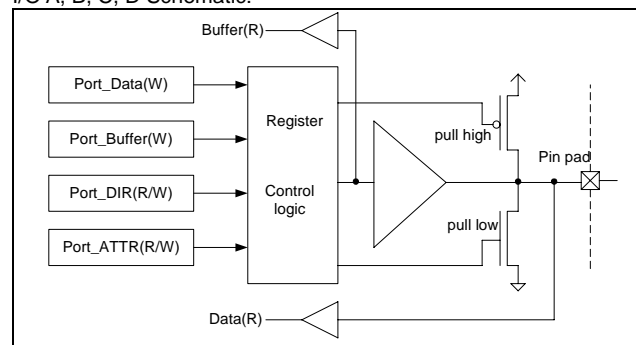 I/O A, B, C, D Schematic:
Buffer(R)
Port_Data(W)
Port_Buffer(W)
Port_DIR(R/W)
Port_ATTR(R/W)
Register
Control
logic
pull high
Pin pad
pull low
Data(R)